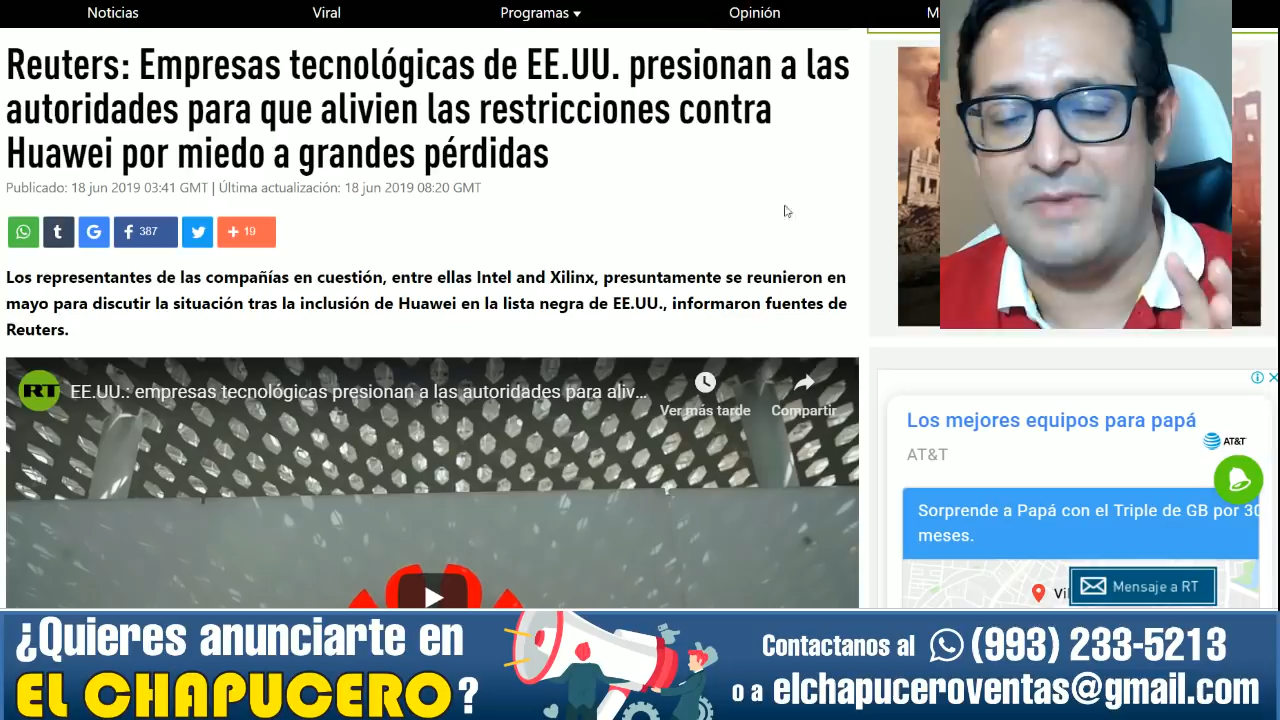 Noticias
Viral
Programas
Opinión
M
Reuters: Empresas tecnológicas de EE.UU. presionan a las
autoridades para que alivien las restricciones contra
Huawei por miedo a grandes pérdidas
Publicado: 18 jun 2019 03:41 GMT | Última actualización: 18 jun 2019 08:20 GMT
t
G
f 387
+ 19
Los representantes de las compañías en cuestión, entre ellas Intel and Xilinx, presuntamente se reunieron en
mayo para discutir la situación tras la inclusión de Huawei en la lista negra de EE.UU., informaron fuentes de
Reuters.
RT
EE.UU.: empresas tecnológicas presionan a las autoridades para aliv...
Ver más tarde
Compartir
Los mejores equipos para papá
AT&T
AT&T
Sorprende a Papá con el Triple de GB por 30
meses.
Vil
Mensaje a RT
¿Quieres anunciarte en
EL CHAPUCERO?
Contactanos al (993) 233-5213
o a elchapuceroventas@gmail.com